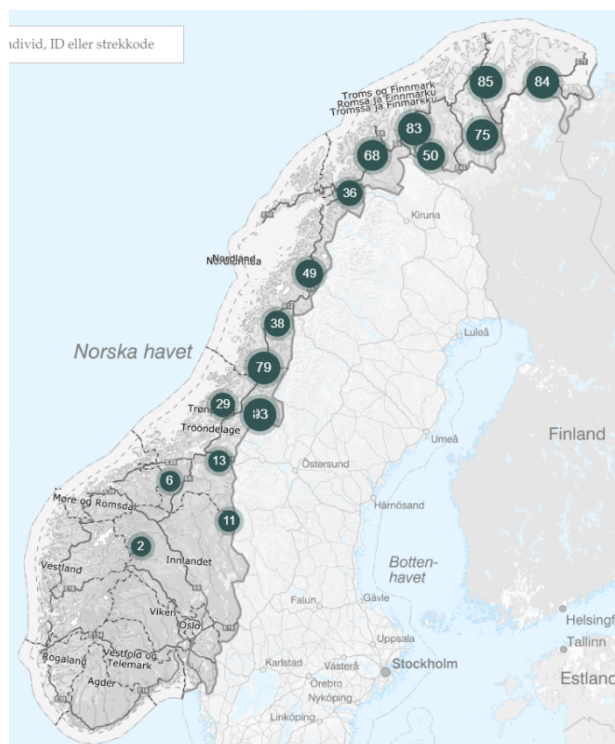 ndivid, ID eller strekkode
Troms og Finnmark
Romsa ja Finnmárku
Tromssa ja Finmarkku
85
84
83
75
68
50
36
Kiruna
Nordland
49
38
Luleå
Norska havet
79
29
93
Troondelage
Umeå
Finland
13
Östersund
6
Møre og Romsdal
Härnösand
11
2
Innlandet
Botten-
havet
Vestland
Viken
Falun
Gävle
Oslo
Helsingf
Uppsala
Tallinn
Vestfold og
Telemark
Rogaland
Karlstad
Västerå
Stockholm
Estland
Agder
Örebro
Nyköping
Linköping